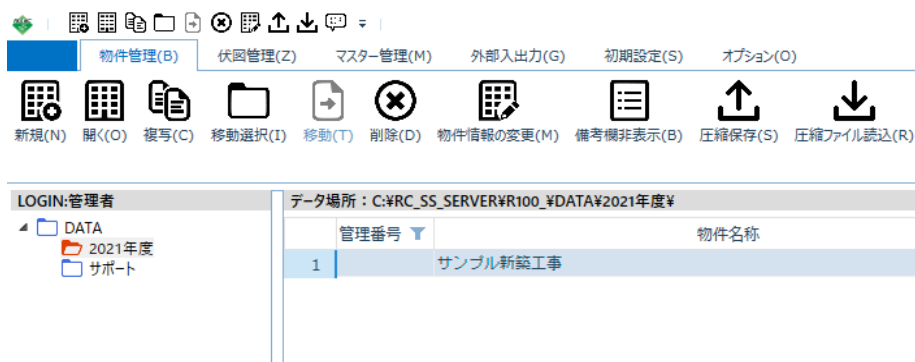 物件管理(B) 伏図管理(Z) マスター管理(M) 外部入出力(G) 初期設定(S) オプション(O)
新規(N) 開く(O) 複写(C) 移動選択(I) 移動(T) 削除(D) 物件情報の変更(M) 備考欄非表示(B) 圧縮保存(S) 圧縮ファイル読込(R)
LOGIN:管理者
データ場所：C:¥RC_SS_SERVER¥R100_¥DATA¥2021年度¥
DATA
2021年度
サポート
管理番号 物件名称
1 サンプル新築工事